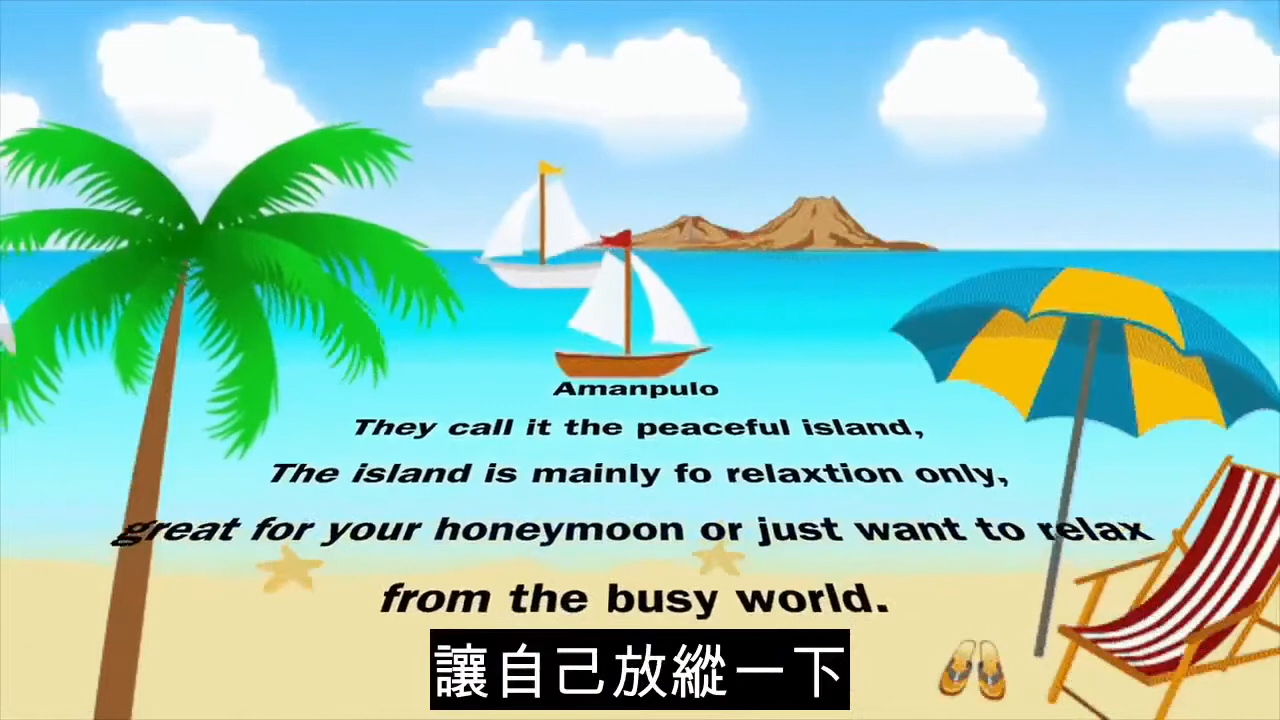 Amanpulo
They call it the peaceful island,
The island is mainly fo relaxtion only,
great for your honeymoon or just want to relax
from the busy world.
讓自己放縱一下